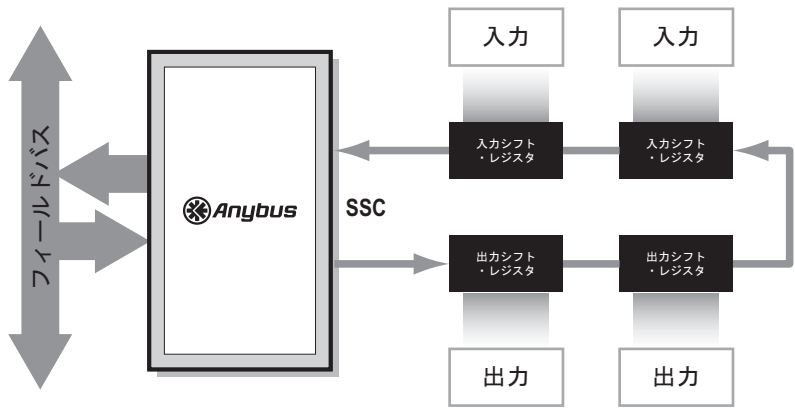 入力
入力
入力シフト
・レジスタ
入力シフト
・レジスタ
フィールドバス
Anybus
SSC
出力シフト
・レジスタ
出力シフト
・レジスタ
出力
出力